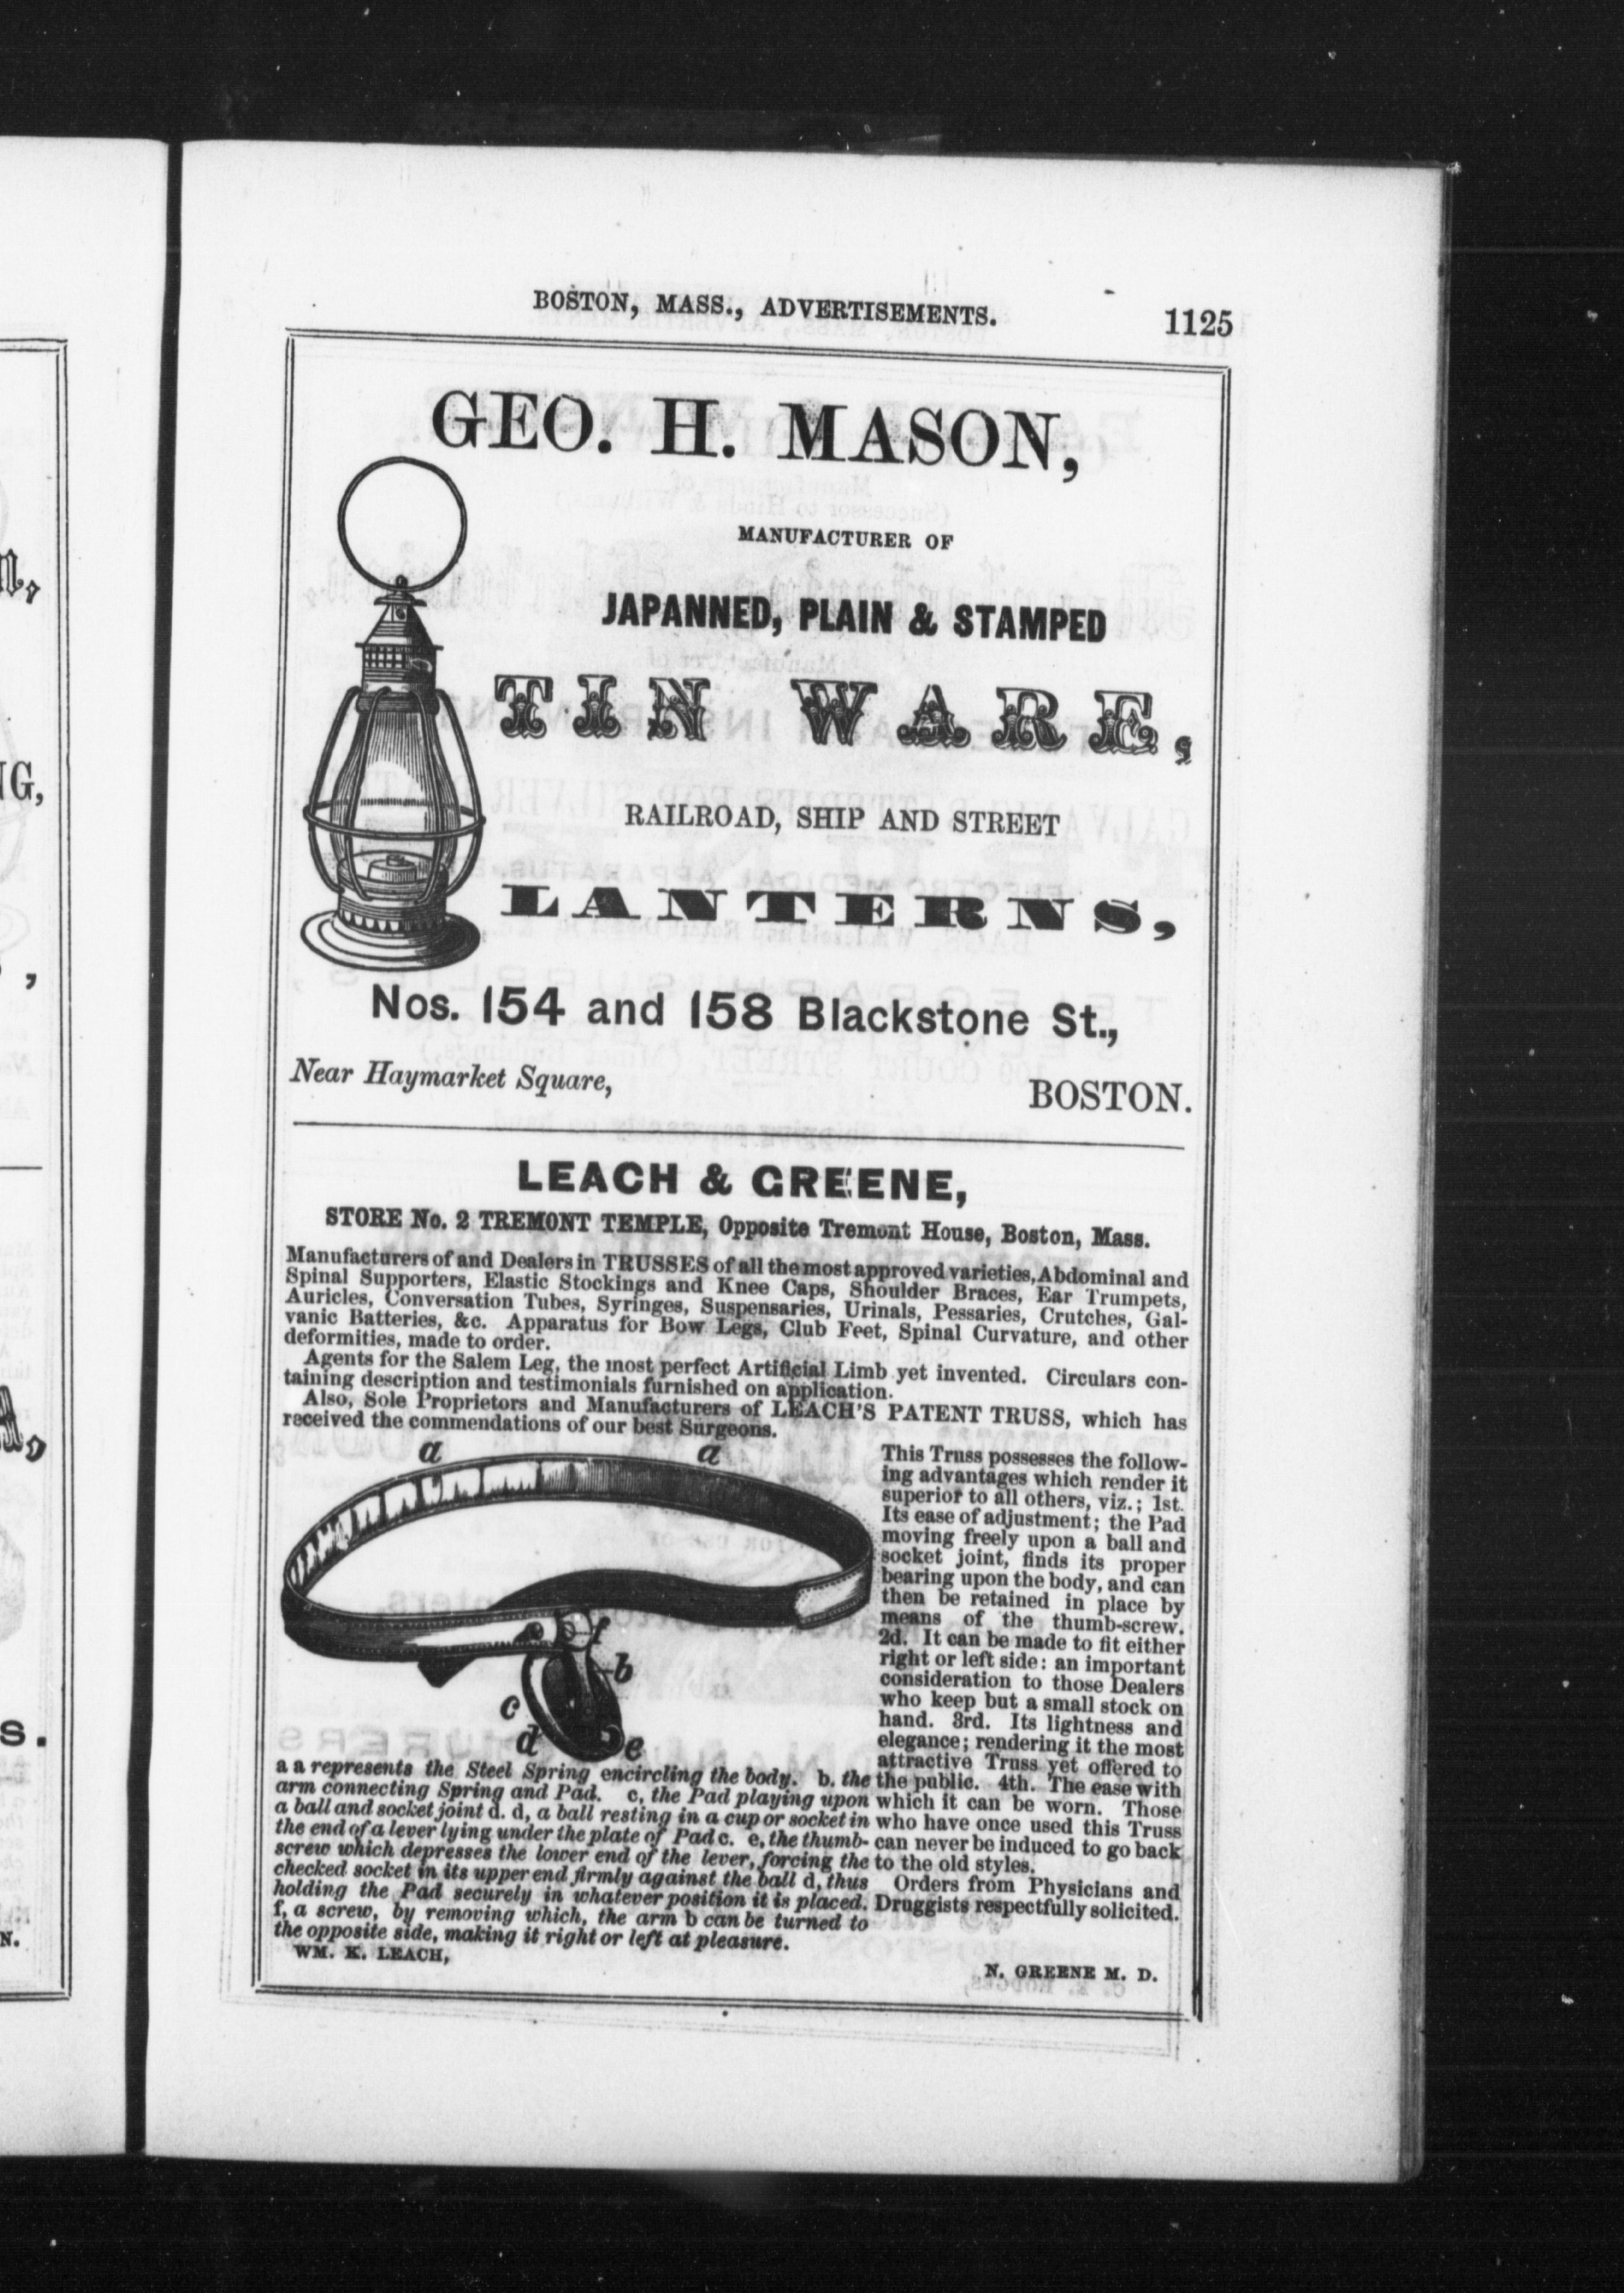 BOSTON, MASS., ADVERTISEMENTS.
1125
GEO. H. MASON,
MANUFACTURER OF
JAPANNED, PLAIN & STAMPED
TIN WARE,
RAILROAD, SHIP AND STREET
LANTERNS,
Nos. 154 and 158 Blackstone St.,
Near Haymarket Square,
BOSTON.
LEACH & GREENE,
STORE No. 2 TREMONT TEMPLE, Opposite Tremont House, Boston, Mass.
Manufacturers of and Dealers in TRUSSES of all the most approved varieties, Abdominal and
Spinal Supporters, Elastic Stockings and Knee Caps, Shoulder Braces, Ear Trumpets,
Auricles, Conversation Tubes, Syringes, Suspensaries, Urinals, Pessaries, Crutches, Gal-
vanic Batteries, &c. Apparatus for Bow Legs, Club Feet, Spinal Curvature, and other
deformities, made to order.
Agents for the Salem Leg, the most perfect Artificial Limb yet invented. Circulars con-
taining description and testimonials furnished on application.
Also, Sole Proprietors and Manufacturers of LEACH'S PATENT TRUSS, which has
received the commendations of our best Surgeons.
a a
f
b
c
d
e
This Truss possesses the follow-
ing advantages which render it
superior to all others, viz.; 1st.
Its ease of adjustment; the Pad
moving freely upon a ball and
socket joint, finds its proper
bearing upon the body, and can
then be retained in place by
means of the thumb-screw.
2d. It can be made to fit either
right or left side: an important
consideration to those Dealers
who keep but a small stock on
hand. 3rd. Its lightness and
elegance; rendering it the most
attractive Truss yet offered to
the public. 4th. The ease with
which it can be worn. Those
who have once used this Truss
can never be induced to go back
to the old styles.
Orders from Physicians and
Druggists respectfully solicited.
a a represents the Steel Spring encircling the body. b. the
arm connecting Spring and Pad. c, the Pad playing upon
a ball and socket joint d. d, a ball resting in a cup or socket in
the end of a lever lying under the plate of Pad c. e, the thumb-
screw which depresses the lower end of the lever, forcing the
checked socket in its upper end firmly against the ball d, thus
holding the Pad securely in whatever position it is placed.
f, a screw, by removing which, the arm b can be turned to
the opposite side, making it right or left at pleasure.
WM. K. LEACH,
N. GREENE M. D.